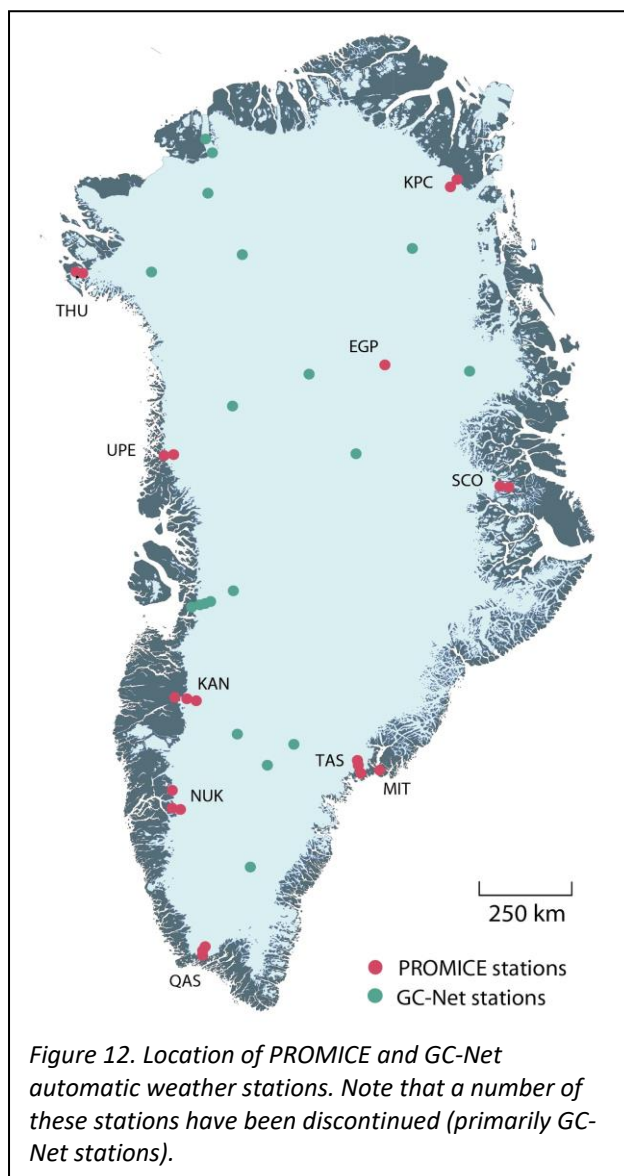 KPC
THU
EGP
UPE
SCO
KAN
TAS
MIT
NUK
250 km
QAS
PROMICE stations
GC-Net stations
Figure 12. Location of PROMICE and GC-Net
automatic weather stations. Note that a number of
these stations have been discontinued (primarily GC-
Net stations).